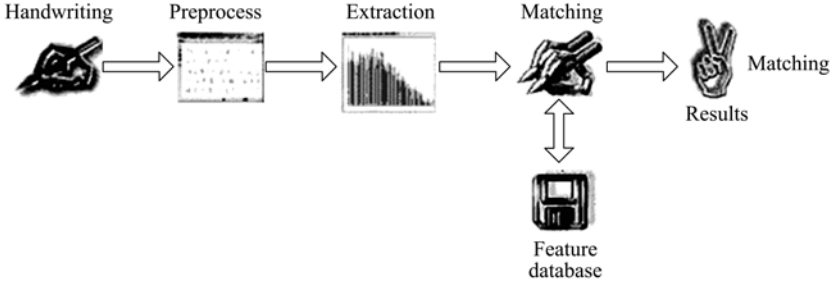 Handwriting
Preprocess
Extraction
Matching
Matching
Results
Feature
database